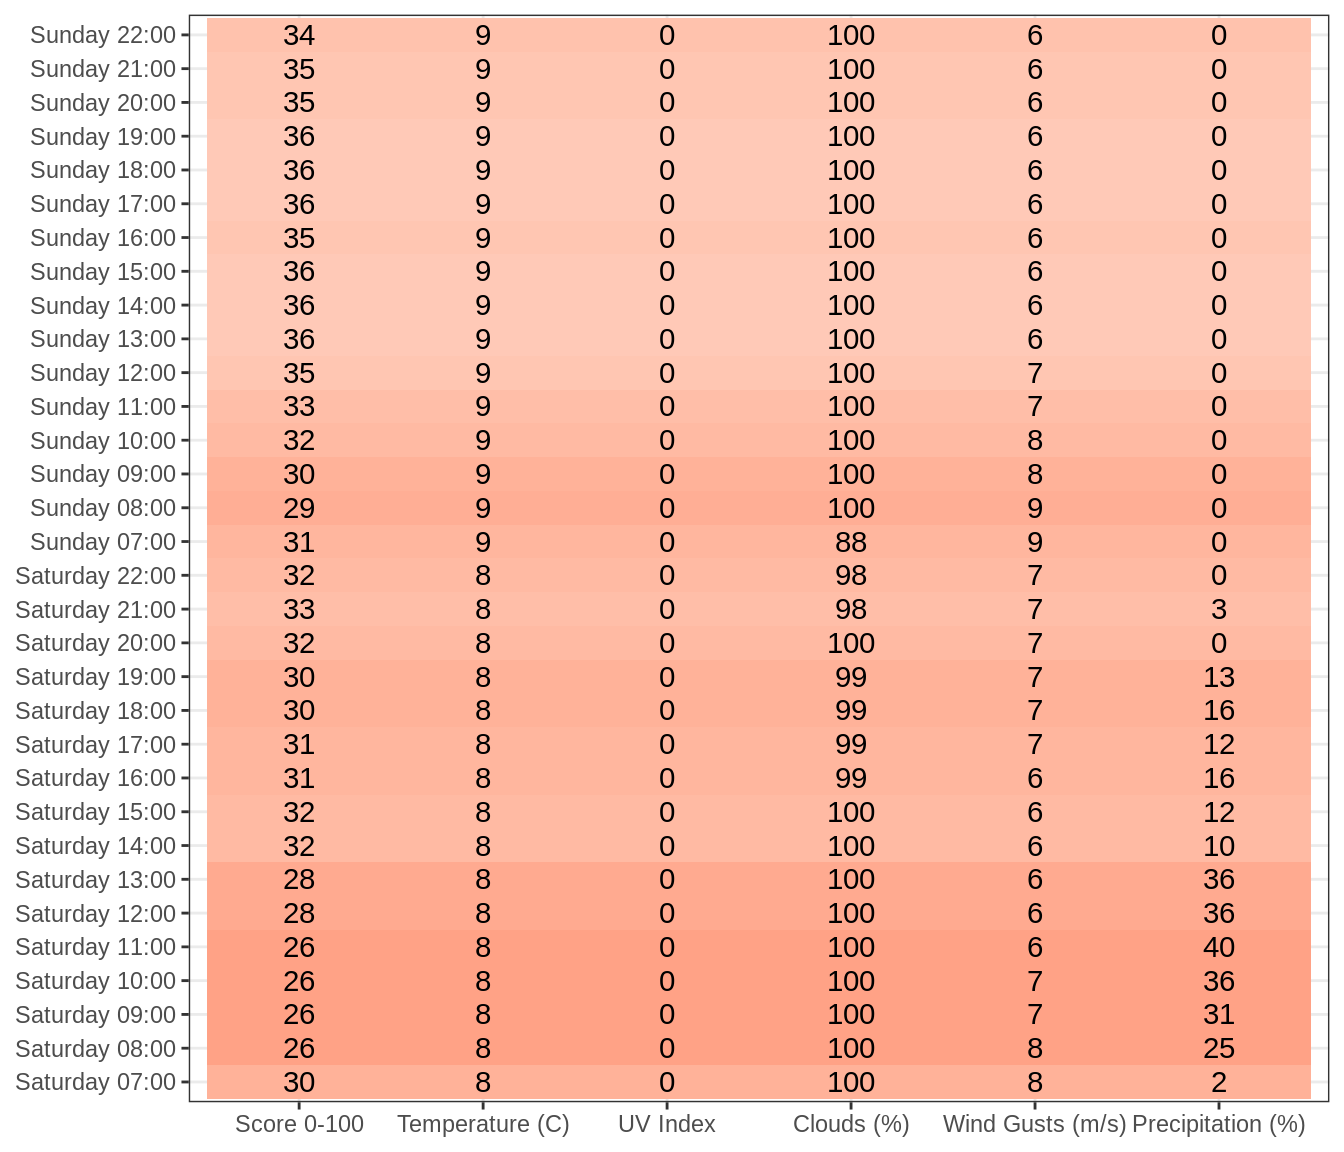 Sunday 22:00 34 9 0 100 6 0
Sunday 21:00 35 9 0 100 6 0
Sunday 20:00 35 9 0 100 6 0
Sunday 19:00 36 9 0 100 6 0
Sunday 18:00 36 9 0 100 6 0
Sunday 17:00 36 9 0 100 6 0
Sunday 16:00 35 9 0 100 6 0
Sunday 15:00 36 9 0 100 6 0
Sunday 14:00 36 9 0 100 6 0
Sunday 13:00 36 9 0 100 6 0
Sunday 12:00 35 9 0 100 7 0
Sunday 11:00 33 9 0 100 7 0
Sunday 10:00 32 9 0 100 8 0
Sunday 09:00 30 9 0 100 8 0
Sunday 08:00 29 9 0 100 9 0
Sunday 07:00 31 9 0 88 9 0
Saturday 22:00 32 8 0 98 7 0
Saturday 21:00 33 8 0 98 7 3
Saturday 20:00 32 8 0 100 7 0
Saturday 19:00 30 8 0 99 7 13
Saturday 18:00 30 8 0 99 7 16
Saturday 17:00 31 8 0 99 7 12
Saturday 16:00 31 8 0 99 6 16
Saturday 15:00 32 8 0 100 6 12
Saturday 14:00 32 8 0 100 6 10
Saturday 13:00 28 8 0 100 6 36
Saturday 12:00 28 8 0 100 6 36
Saturday 11:00 26 8 0 100 6 40
Saturday 10:00 26 8 0 100 7 36
Saturday 09:00 26 8 0 100 7 31
Saturday 08:00 26 8 0 100 8 25
Saturday 07:00 30 8 0 100 8 2
Score 0-100 Temperature (C) UV Index Clouds (%) Wind Gusts (m/s) Precipitation (%)